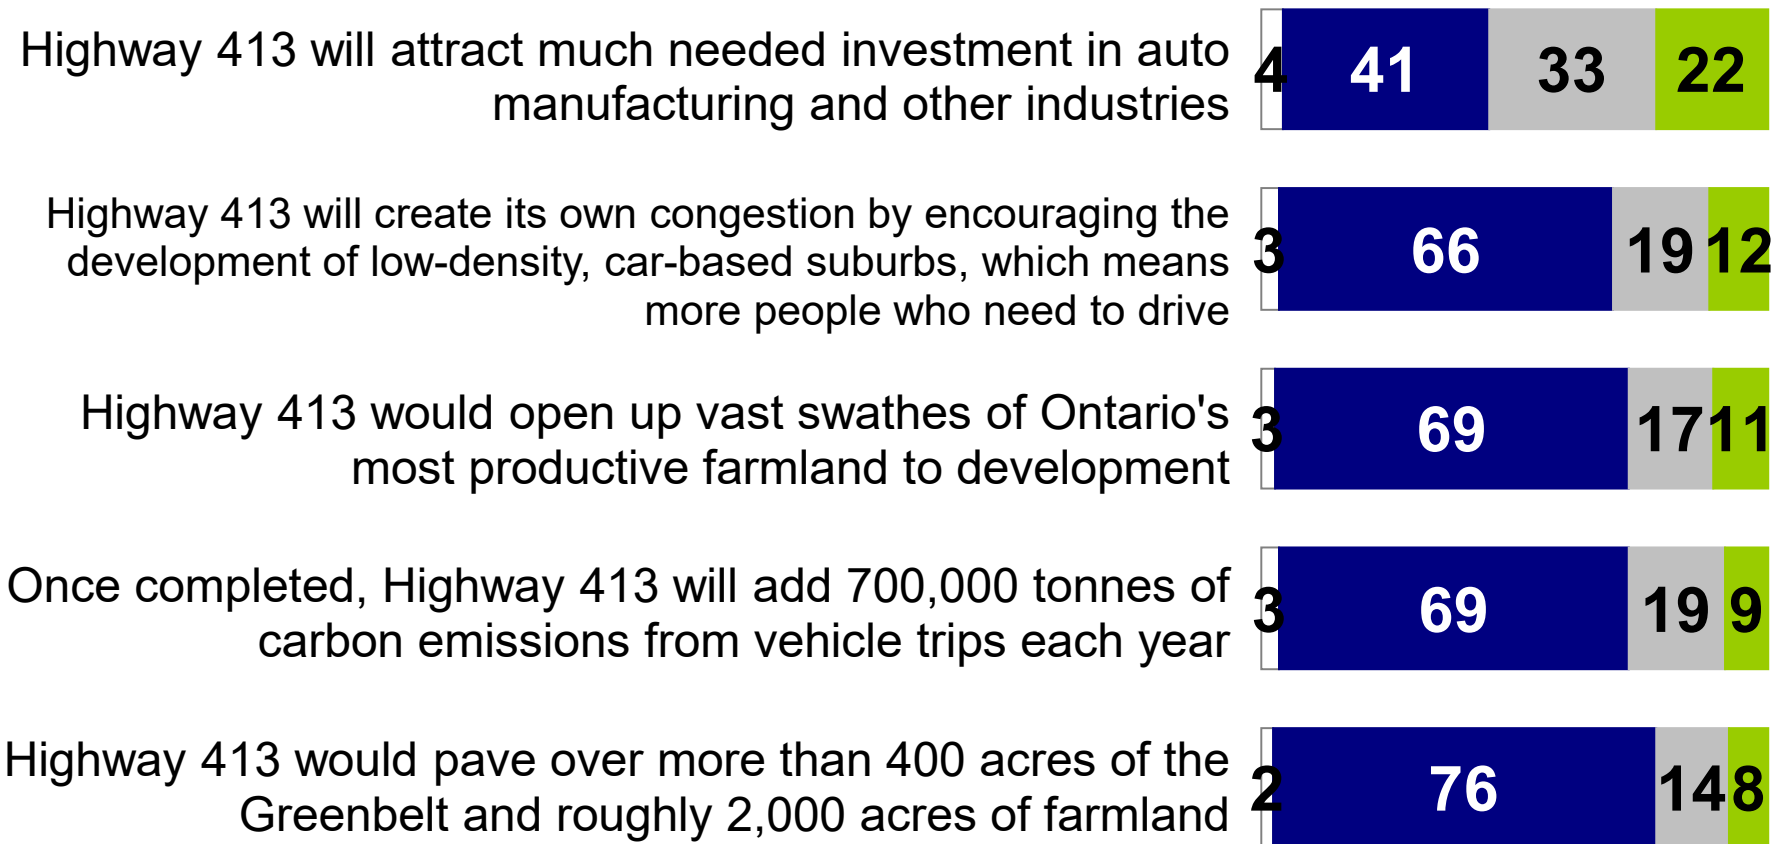 Highway 413 will attract much needed investment in auto
manufacturing and other industries
4 41 33 22
Highway 413 will create its own congestion by encouraging the
development of low-density, car-based suburbs, which means
more people who need to drive
3 66 19 12
Highway 413 would open up vast swathes of Ontario's
most productive farmland to development
3 69 17 11
Once completed, Highway 413 will add 700,000 tonnes of
carbon emissions from vehicle trips each year
3 69 19 9
Highway 413 would pave over more than 400 acres of the
Greenbelt and roughly 2,000 acres of farmland
2 76 14 8